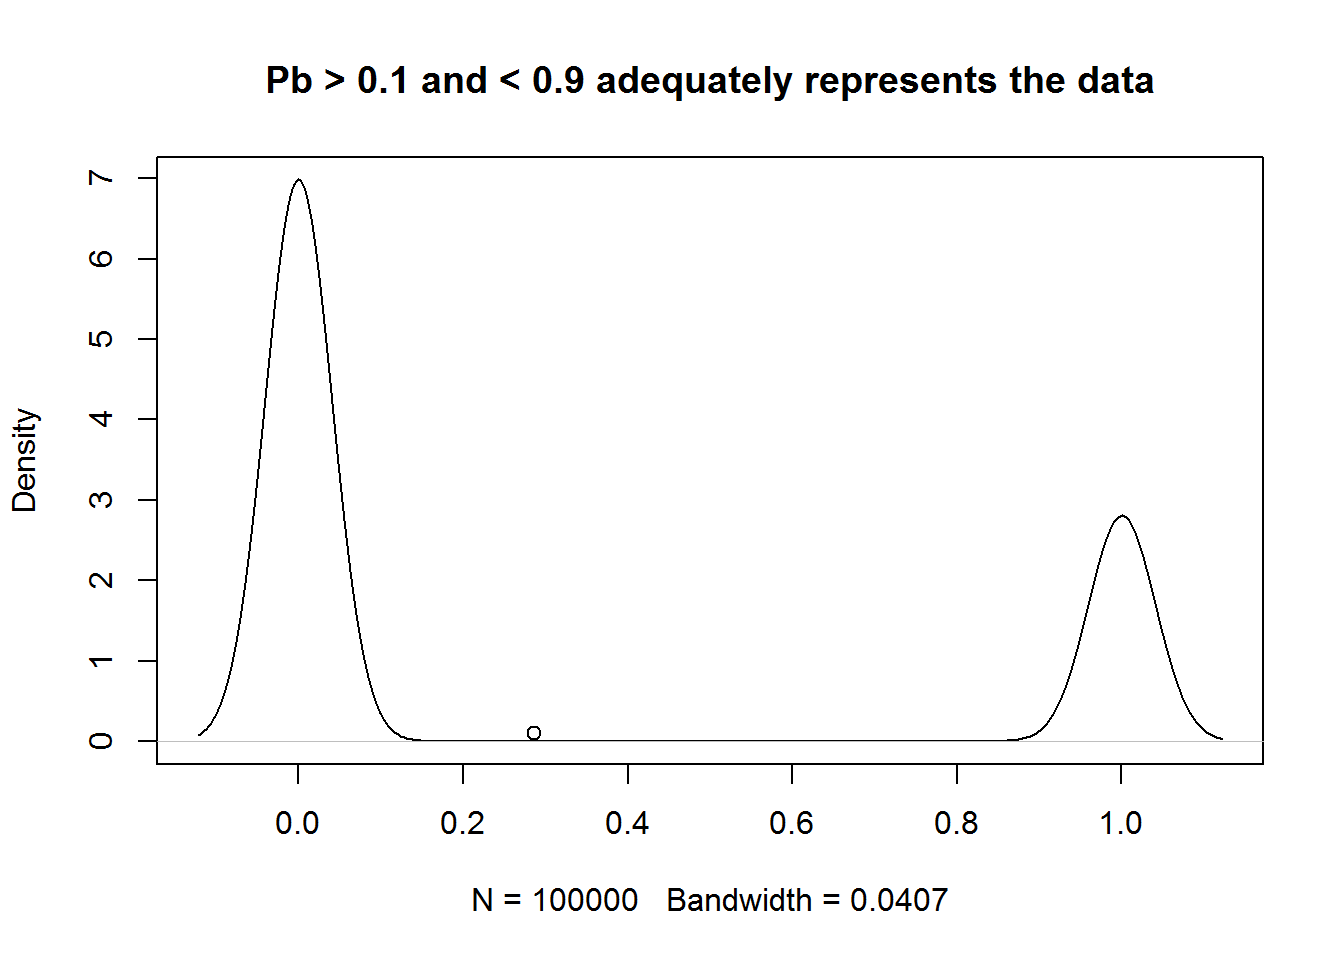 Pb > 0.1 and < 0.9 adequately represents the data
Density
7
6
5
4
3
2
1
0
0.0 0.2 0.4 0.6 0.8 1.0
N = 100000 Bandwidth = 0.0407